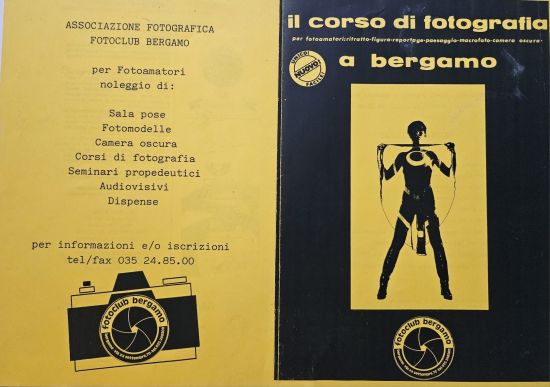 ASSOCIAZIONE FOTOGRAFICA
FOTOCLUB BERGAMO
per Fotoamatori
noleggio di:
Sala pose
Fotomodelle
Camera oscura
Corsi di fotografia
Seminari propedeutici
Audiovisivi
Dispense
per informazioni e/o iscrizioni
tel/fax 035 24.85.00
fotoclub bergamo
il corso di fotografia
per fotoamatori:ritratto-figura-reportage-paesaggio-macrofoto-camera oscura-
NUOVO!
a bergamo
fotoclub bergamo